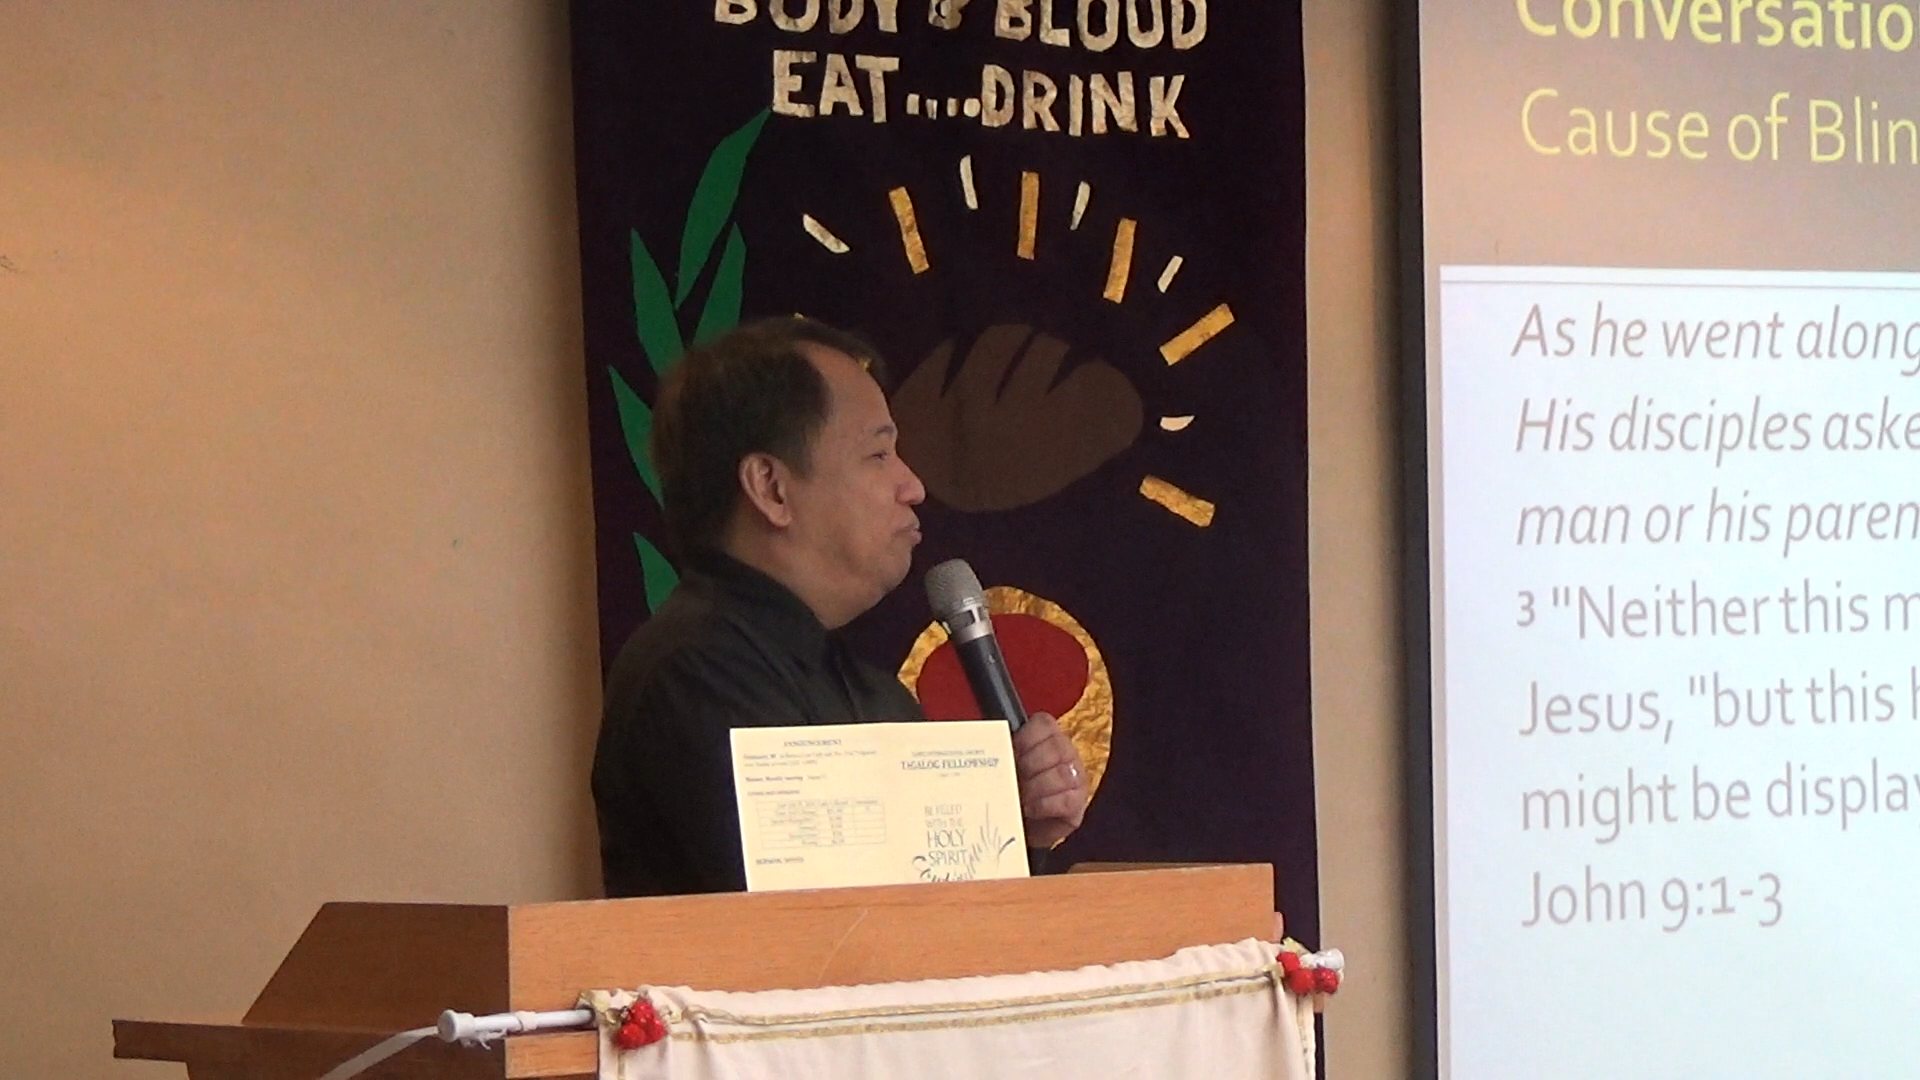 BODY & BLOOD
EAT....DRINK
Conversatio
Cause of Blin
As he went along
His disciples aske
man or his paren
3 "Neither this m
Jesus, "but this h
might be display
John 9:1-3
ANNOUNCEMENT
TAGALOG FELLOWSHIP
BE FILLED
WITH THE
HOLY
SPIRIT